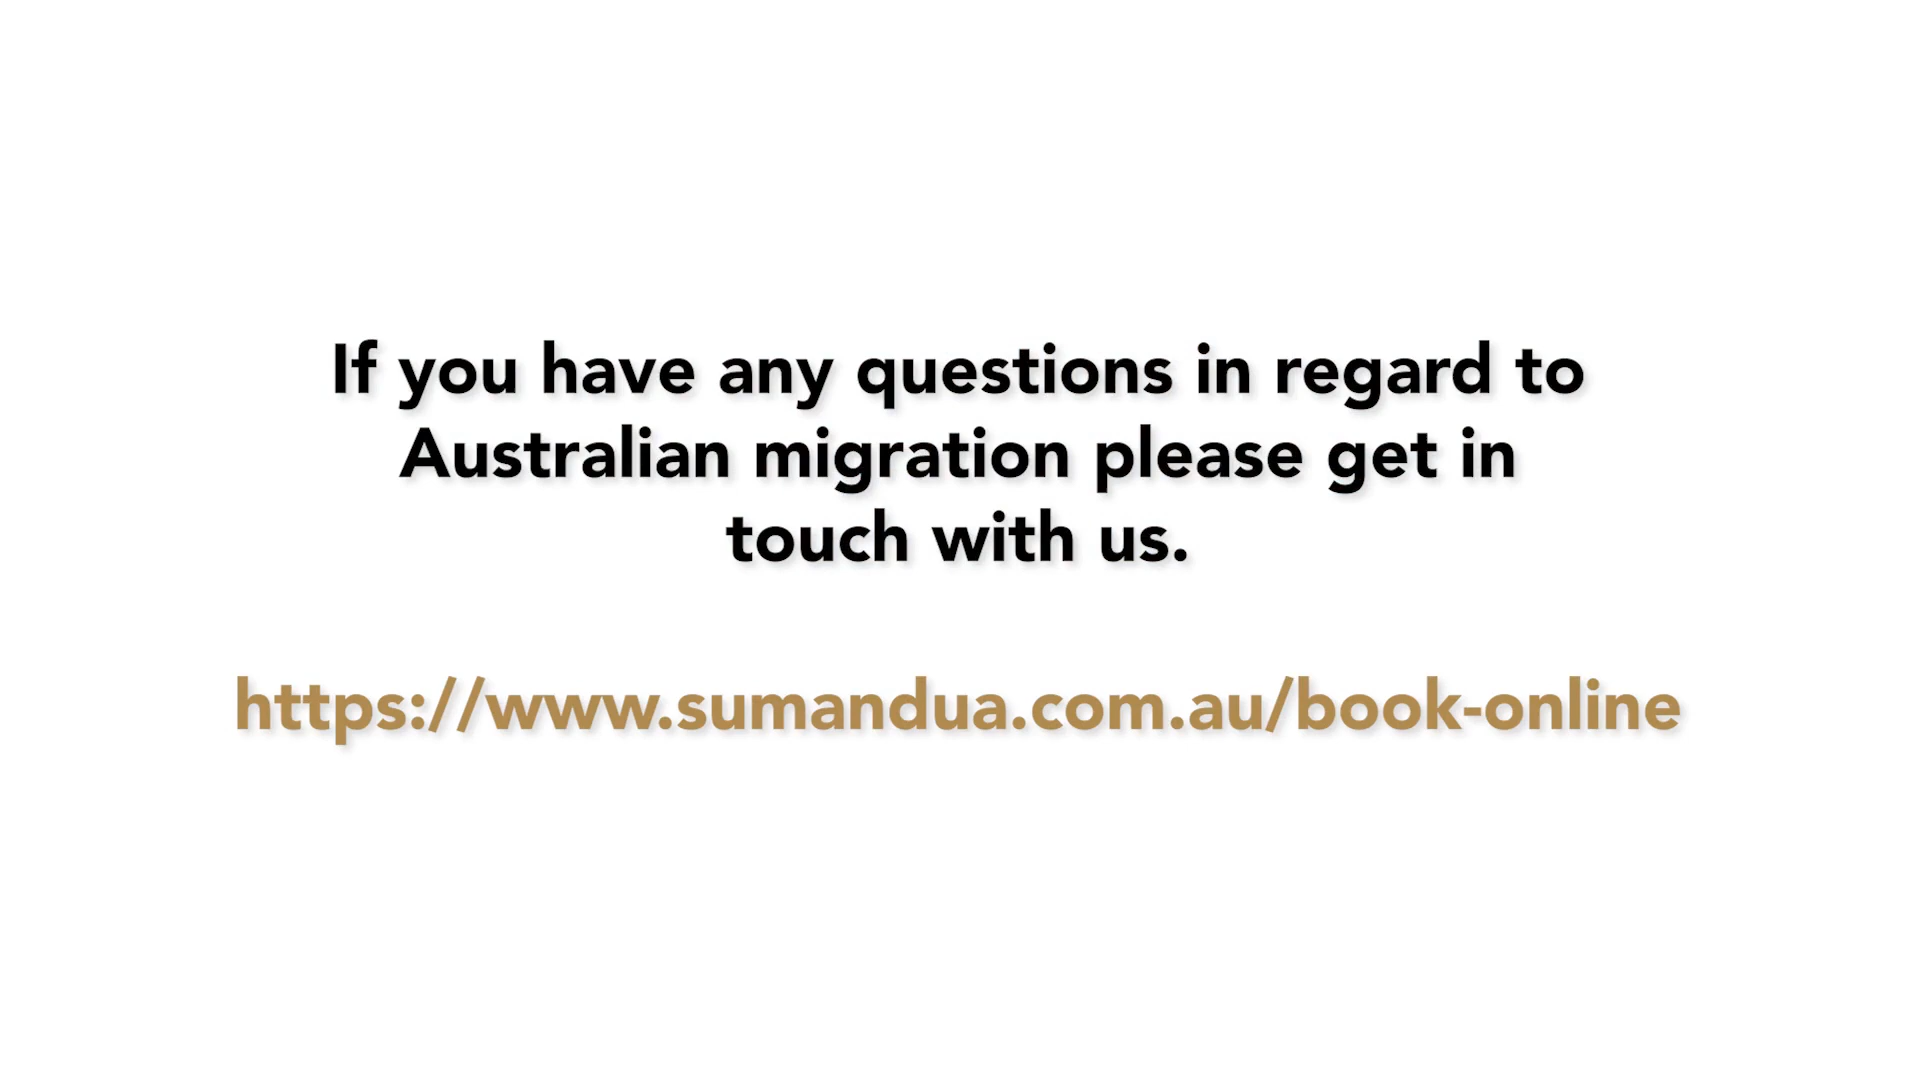 If you have any questions in regard to
Australian migration please get in
touch with us.
https://www.sumandua.com.au/book-online